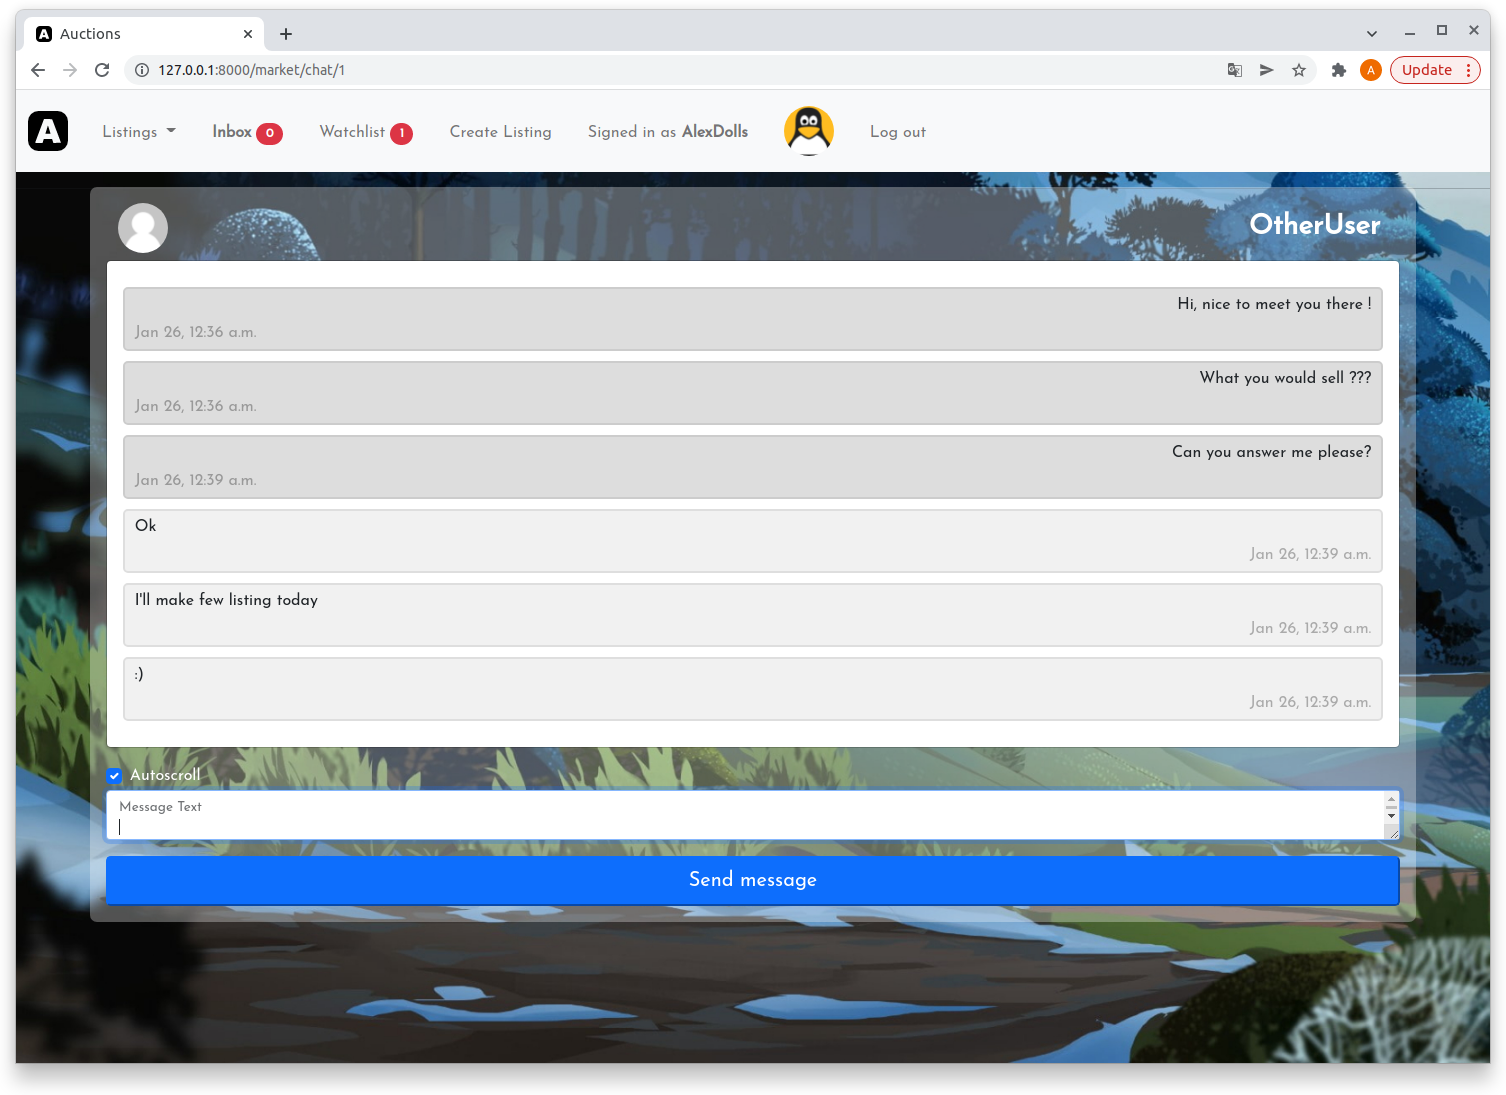 Auctions
127.0.0.1:8000/market/chat/1
A
Update
A
Listings
Inbox 0
Watchlist 1
Create Listing
Signed in as AlexDolls
Log out
OtherUser
Hi, nice to meet you there !
Jan 26, 12:36 a.m.
What you would sell ???
Jan 26, 12:36 a.m.
Can you answer me please?
Jan 26, 12:39 a.m.
Ok
Jan 26, 12:39 a.m.
I'll make few listing today
Jan 26, 12:39 a.m.
:)
Jan 26, 12:39 a.m.
Autoscroll
Message Text
Send message